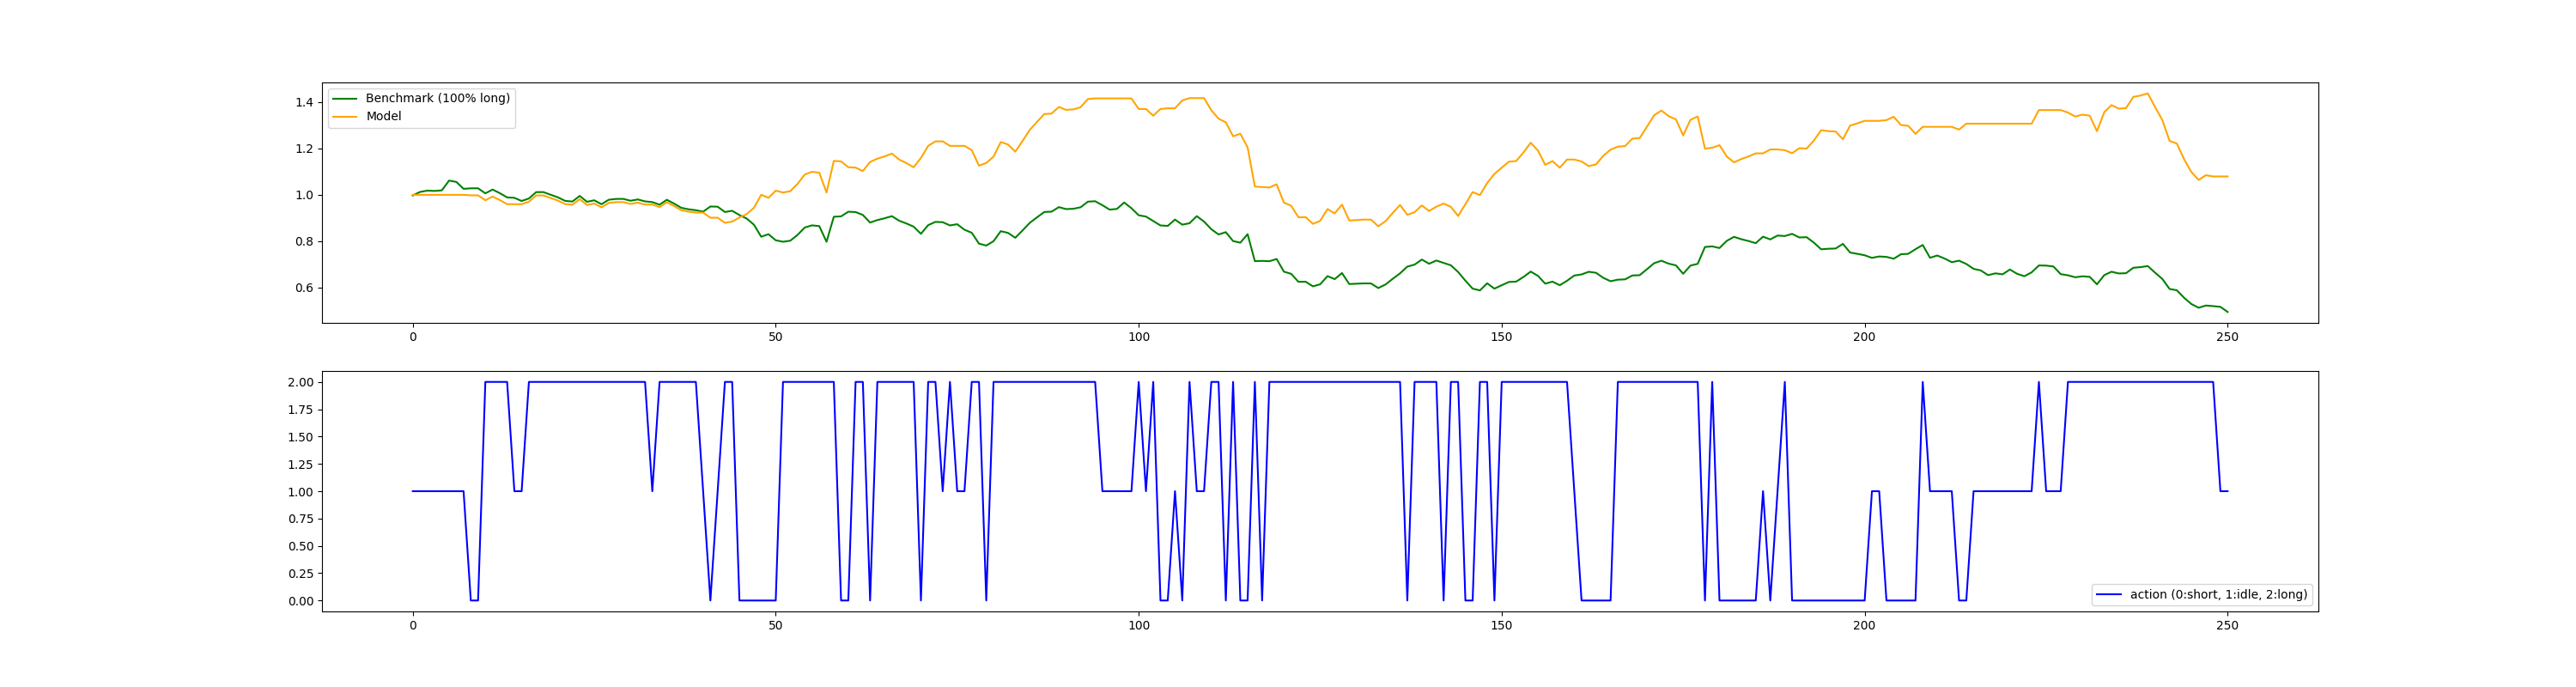 Benchmark (100% long)
Model
1.4
1.2
1.0
0.8
0.6
0 50 100 150 200 250
2.00
1.75
1.50
1.25
1.00
0.75
0.50
0.25
0.00
action (0:short, 1:idle, 2:long)
0 50 100 150 200 250